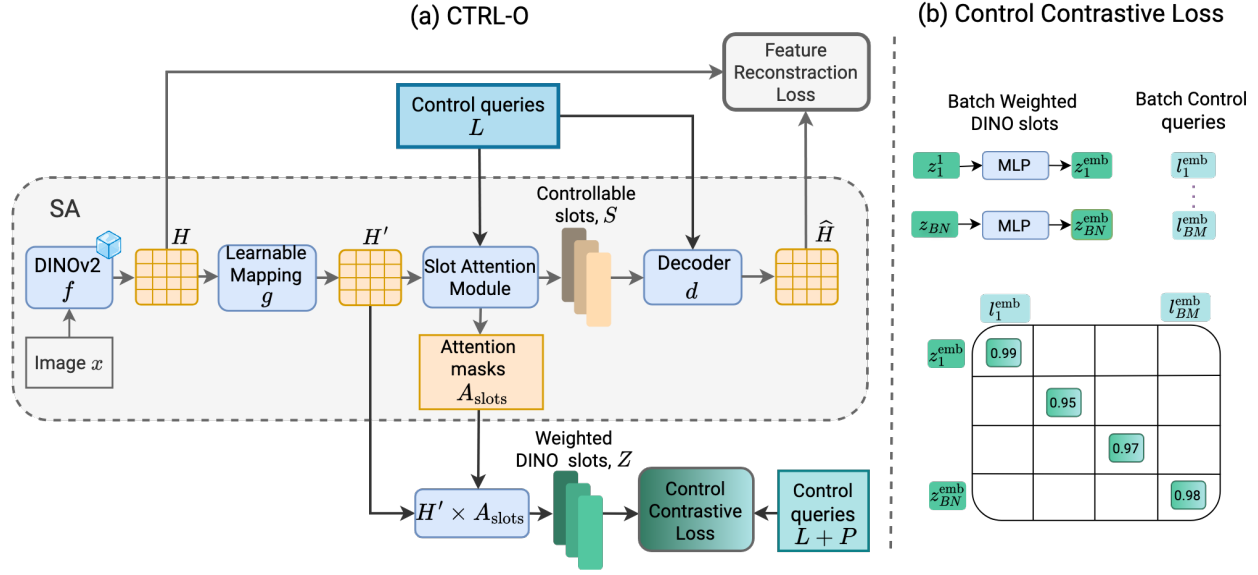 (a) CTRL-O
Feature
Reconstruction
Loss
Control queries
L
SA
Controllable
slots, S
DINOv2
f
H
Learnable
Mapping
g
H′
Slot Attention
Module
Decoder
d
Ĥ
Image x
Attention
masks
A_slots
Weighted
DINO slots, Z
H′ × A_slots
Control
Contrastive
Loss
Control
queries
L + P
(b) Control Contrastive Loss
Batch Weighted
DINO slots
Batch Control
queries
z_1^1 MLP z_1^emb l_1^emb
z_BN MLP z_BN^emb l_BM^emb
l_1^mb l_BM^emb
z_1^emb 0.99
0.95
0.97
z_BN^emb 0.98